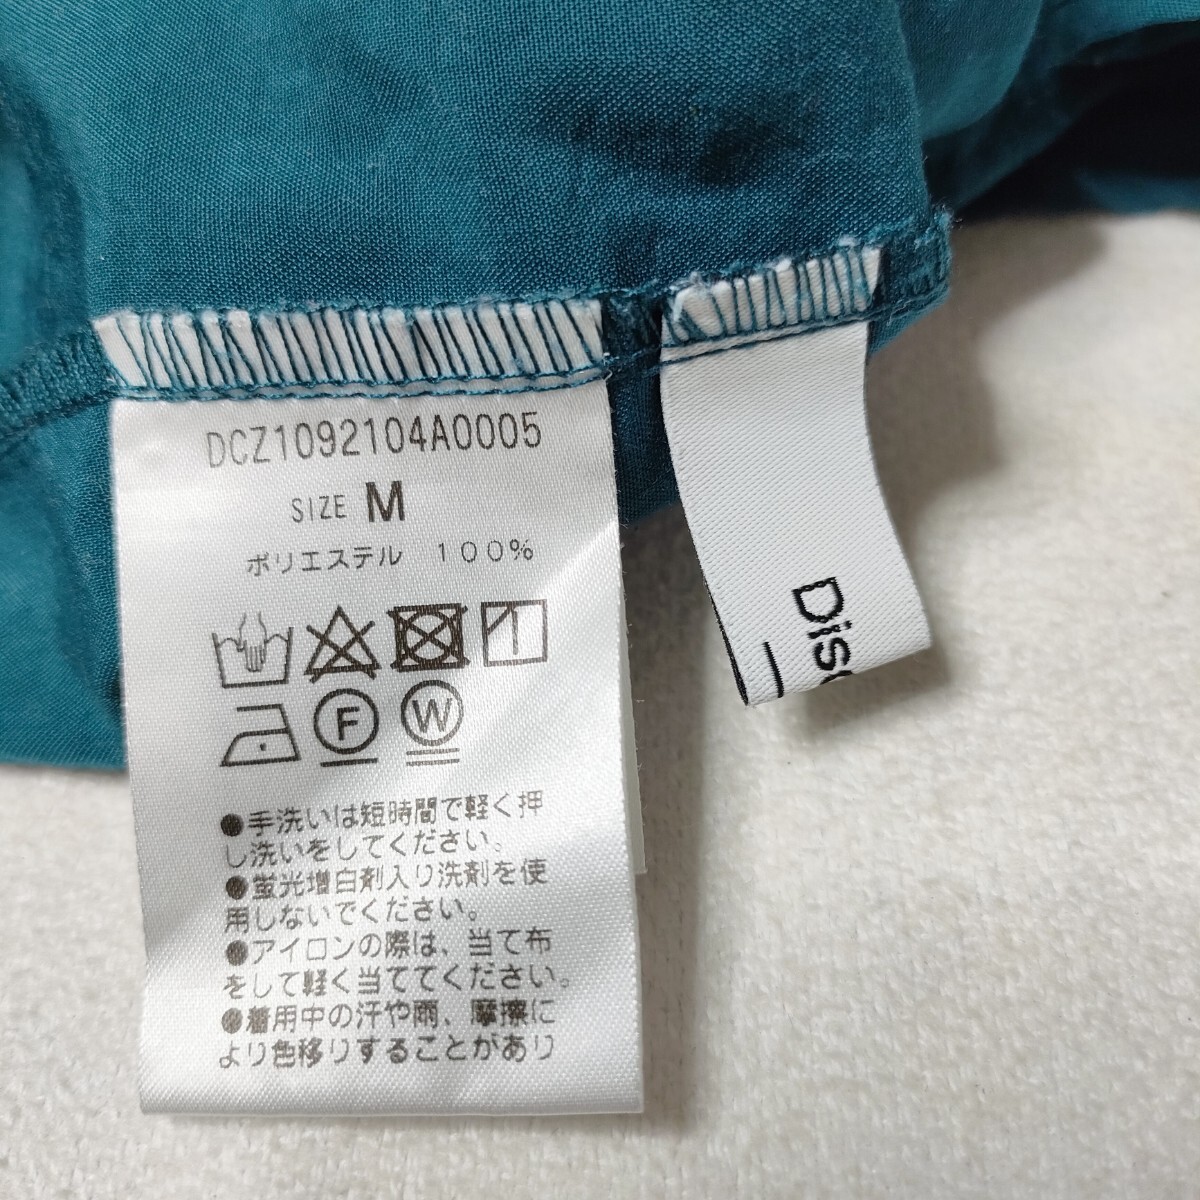 DCZ1092104A0005
SIZE M
ポリエステル 100%
F W
●手洗いは短時間で軽く押
し洗いをしてください。
●蛍光増白剤入り洗剤を使
用しないでください。
●アイロンの際は、当て布
をして軽く当ててください。
●着用中の汗や雨、摩擦に
より色移りすることがあり